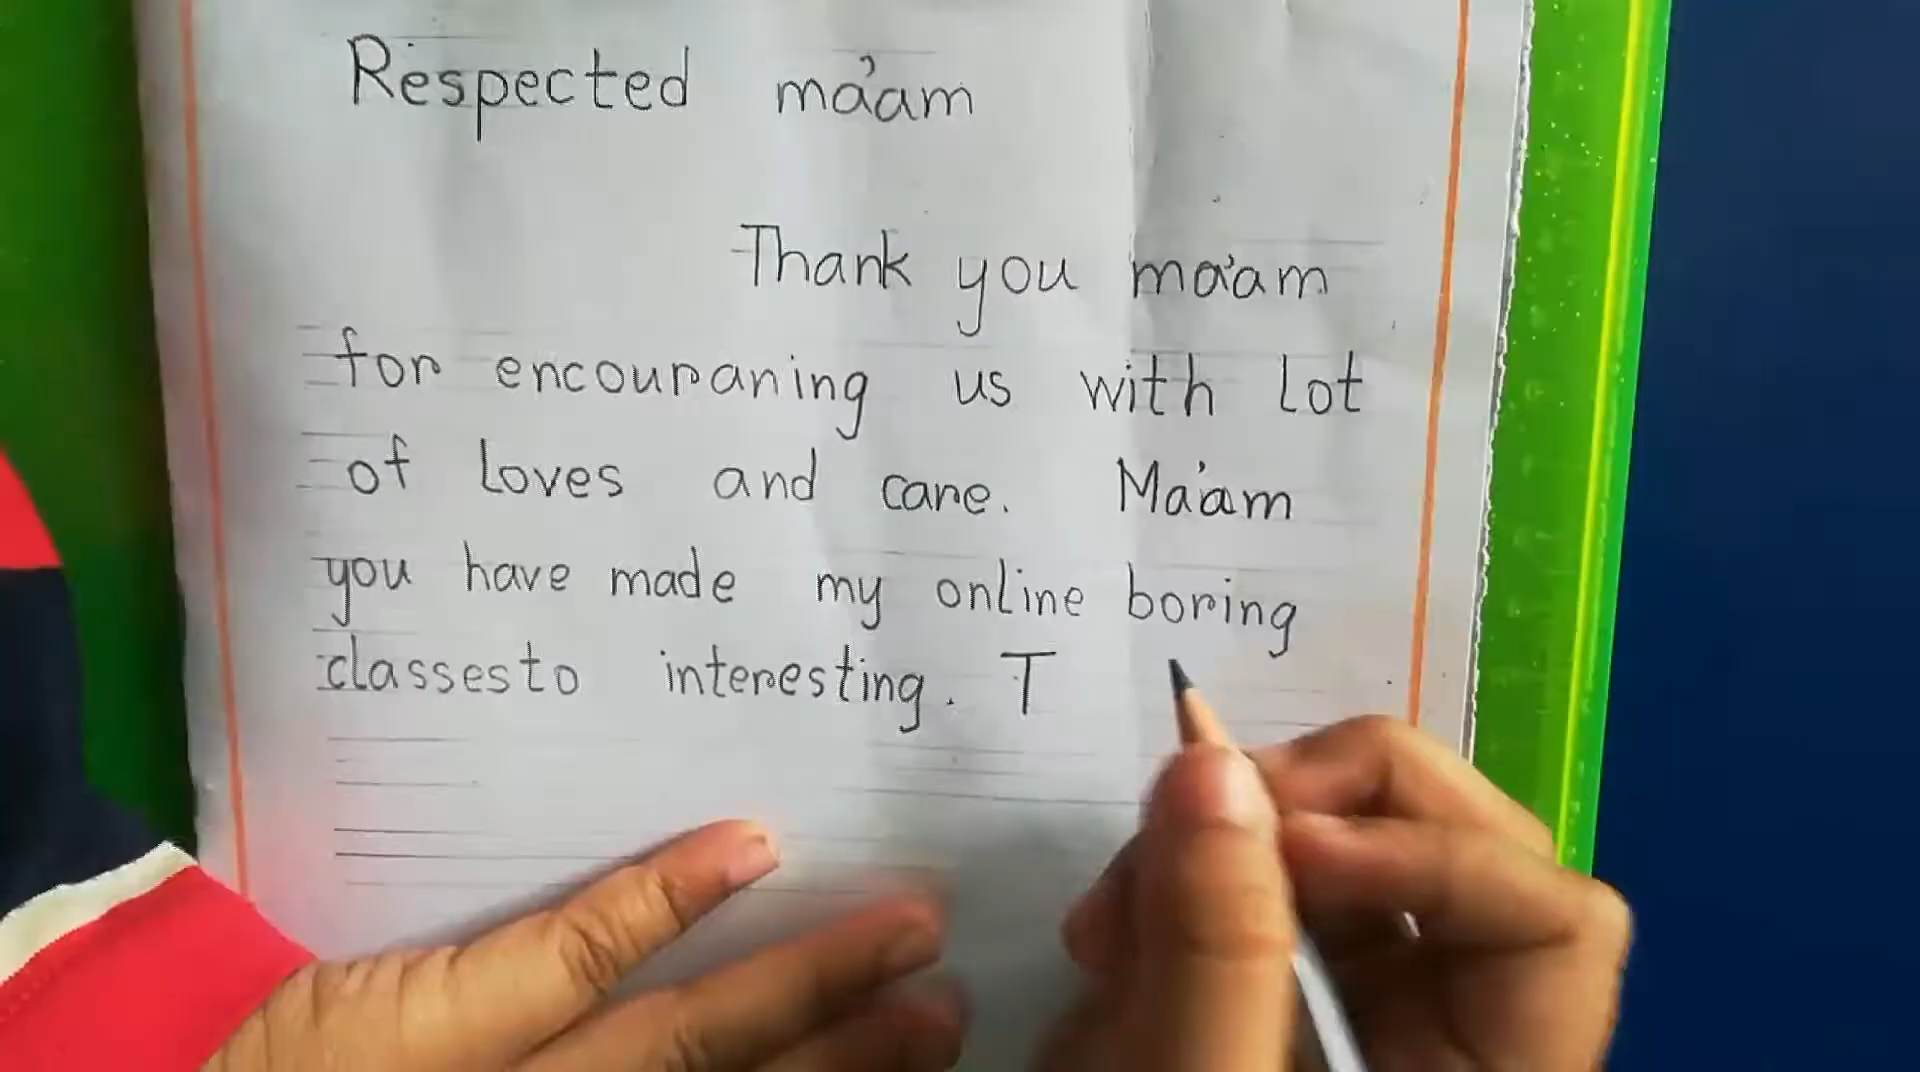 Respected ma'am
Thank you ma'am
for encouraning us with lot
of loves and care. Ma'am
you have made my online boring
classesto interesting. T